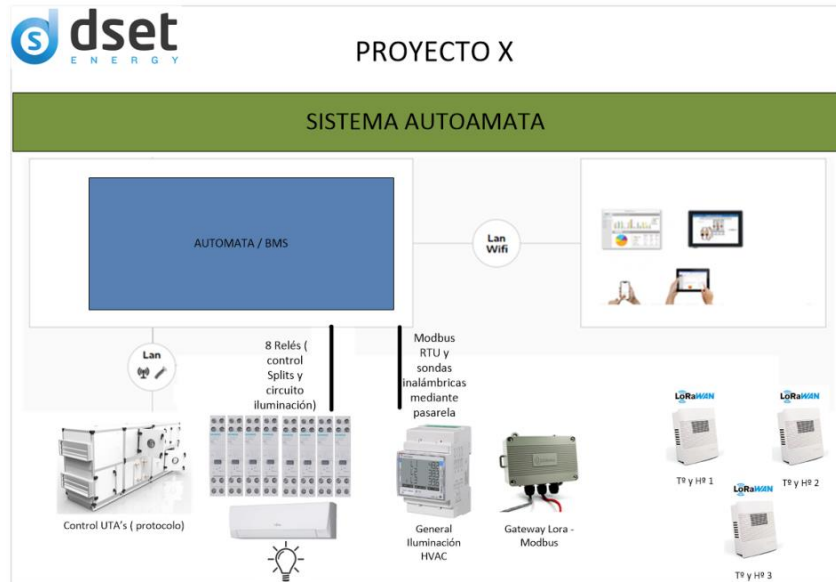 dset
ENERGY
PROYECTO X
SISTEMA AUTOAMATA
AUTOMATA / BMS
Lan
Wifi
Lan
8 Relés (
control
Splits y
circuito
iluminación)
Modbus
RTU y
sondas
inalámbricas
mediante
pasarela
LoRaWAN
LoRaWAN
Tº y Hº 1
Tº y Hº 2
LoRaWAN
Tº y Hº 3
Control UTA's ( protocolo)
General
Iluminación
HVAC
Gateway Lora -
Modbus